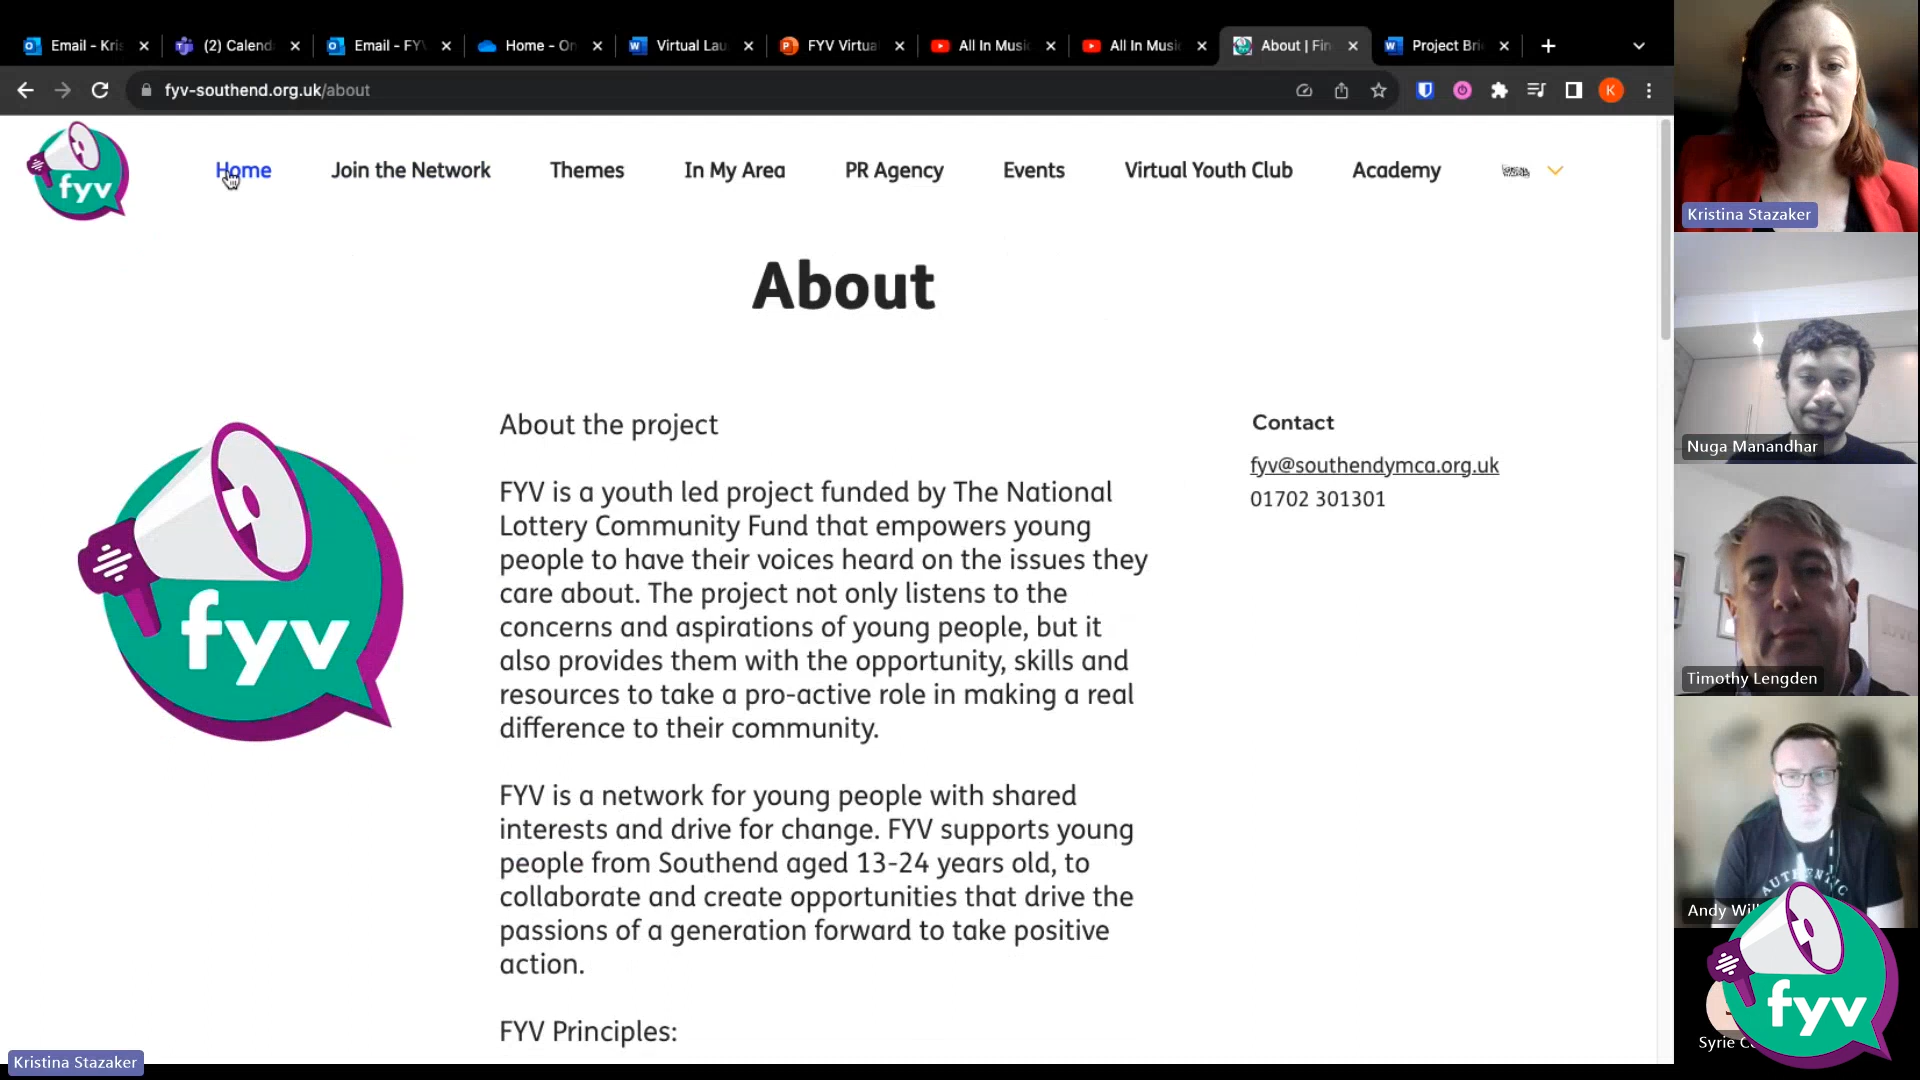 Email - Kris
(2) Calend
Email - FYV
Home - On
Virtual Lau
FYV Virtua
All In Music
All In Music
About | Fin
Project Bri
fyv-southend.org.uk/about
K
fyv
Home
Join the Network
Themes
In My Area
PR Agency
Events
Virtual Youth Club
Academy
About
fyv
About the project
FYV is a youth led project funded by The National
Lottery Community Fund that empowers young
people to have their voices heard on the issues they
care about. The project not only listens to the
concerns and aspirations of young people, but it
also provides them with the opportunity, skills and
resources to take a pro-active role in making a real
difference to their community.
FYV is a network for young people with shared
interests and drive for change. FYV supports young
people from Southend aged 13-24 years old, to
collaborate and create opportunities that drive the
passions of a generation forward to take positive
action.
FYV Principles:
Contact
fyv@southendymca.org.uk
01702 301301
Kristina Stazaker
Kristina Stazaker
Nuga Manandhar
Timothy Lengden
AUTHENTIC
Andy Will
fyv
Syrie C